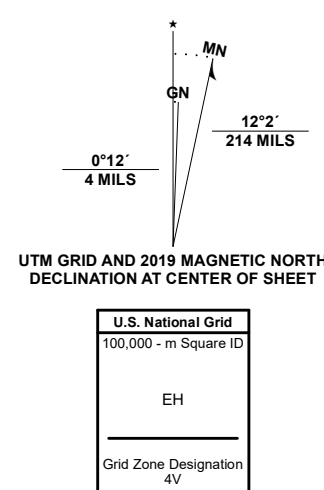 ★
MN
GN
12°2´
214 MILS
0°12´
4 MILS
UTM GRID AND 2019 MAGNETIC NORTH
DECLINATION AT CENTER OF SHEET
U.S. National Grid
100,000 - m Square ID
EH
Grid Zone Designation
4V